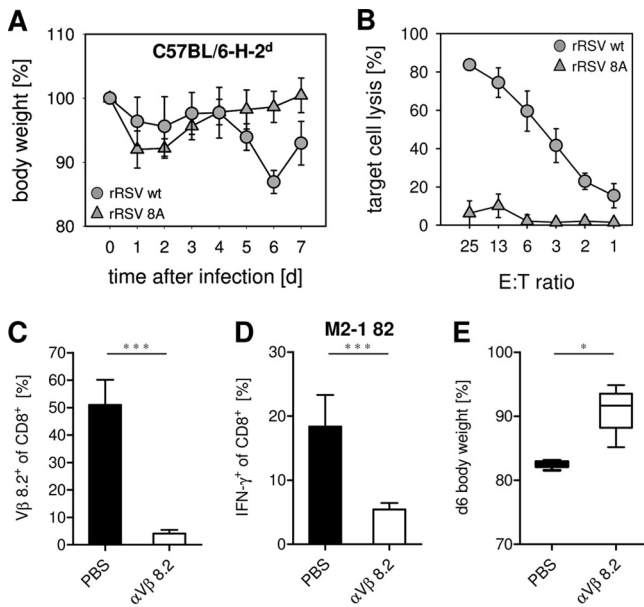 A
C57BL/6-H-2ᵈ
body weight [%]
110
100
90
80
rRSV wt
rRSV 8A
0 1 2 3 4 5 6 7
time after infection [d]
B
target cell lysis [%]
100
80
60
40
20
0
rRSV wt
rRSV 8A
25 13 6 3 2 1
E:T ratio
C
Vβ 8.2⁺ of CD8⁺ [%]
70
60
50
40
30
20
10
0
***
PBS
αVβ 8.2
D
M2-1 82
IFN-γ⁺ of CD8⁺ [%]
30
20
10
0
***
PBS
αVβ 8.2
E
d6 body weight [%]
100
90
80
70
*
PBS
αVβ 8.2